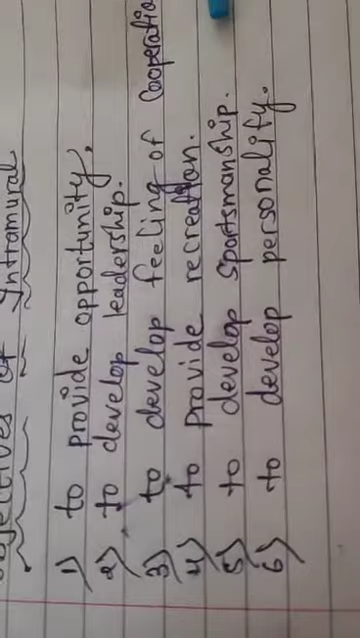 objectives of Intramural
1) to provide opportunity,
2) to develop leadership.
3) to develop feeling of cooperation
4) to provide recreation.
5) to develop sportsmanship.
6) to develop personality.